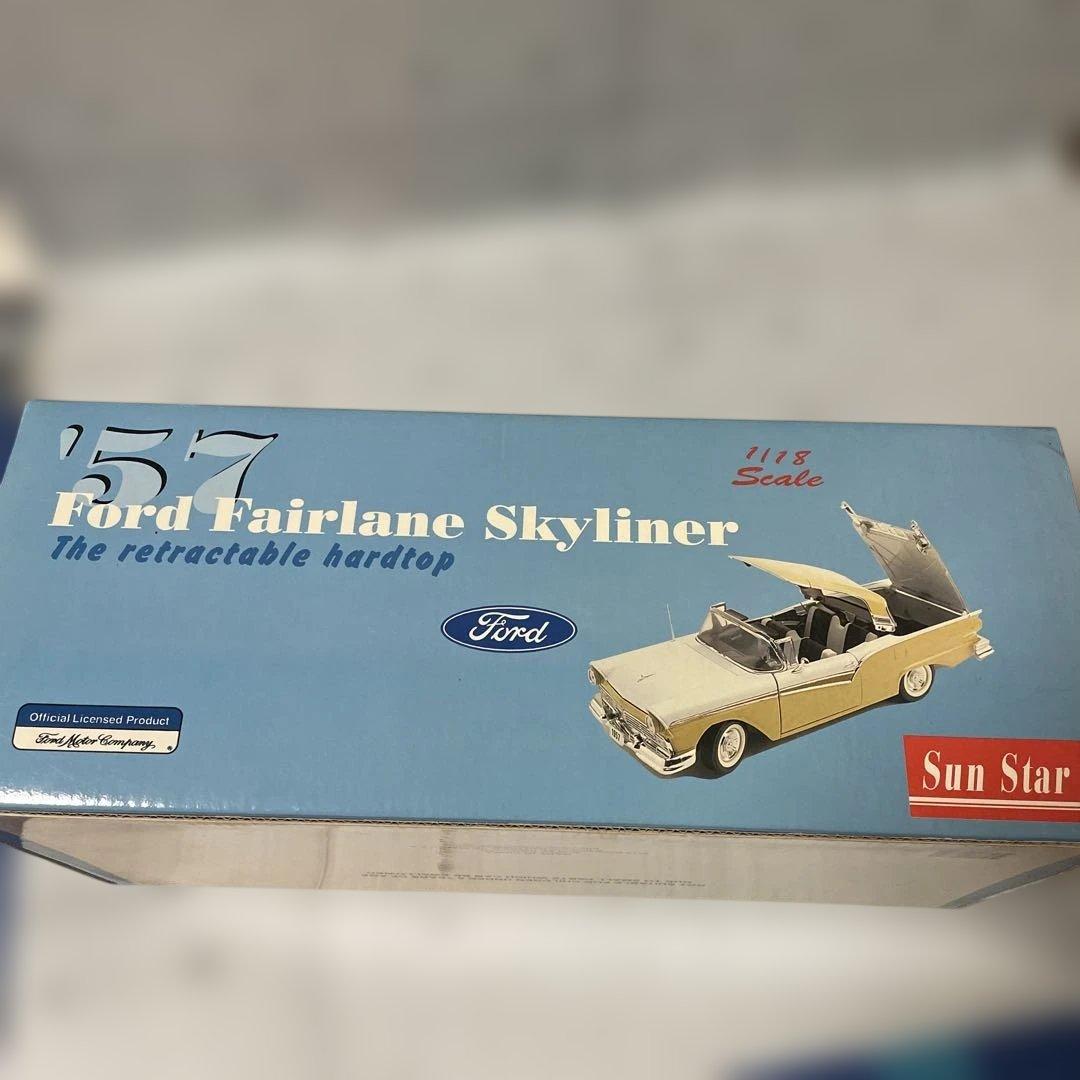 '57
1/18
Scale
Ford Fairlane Skyliner
The retractable hardtop
Ford
Official Licensed Product
Ford Motor Company
1957
Sun Star